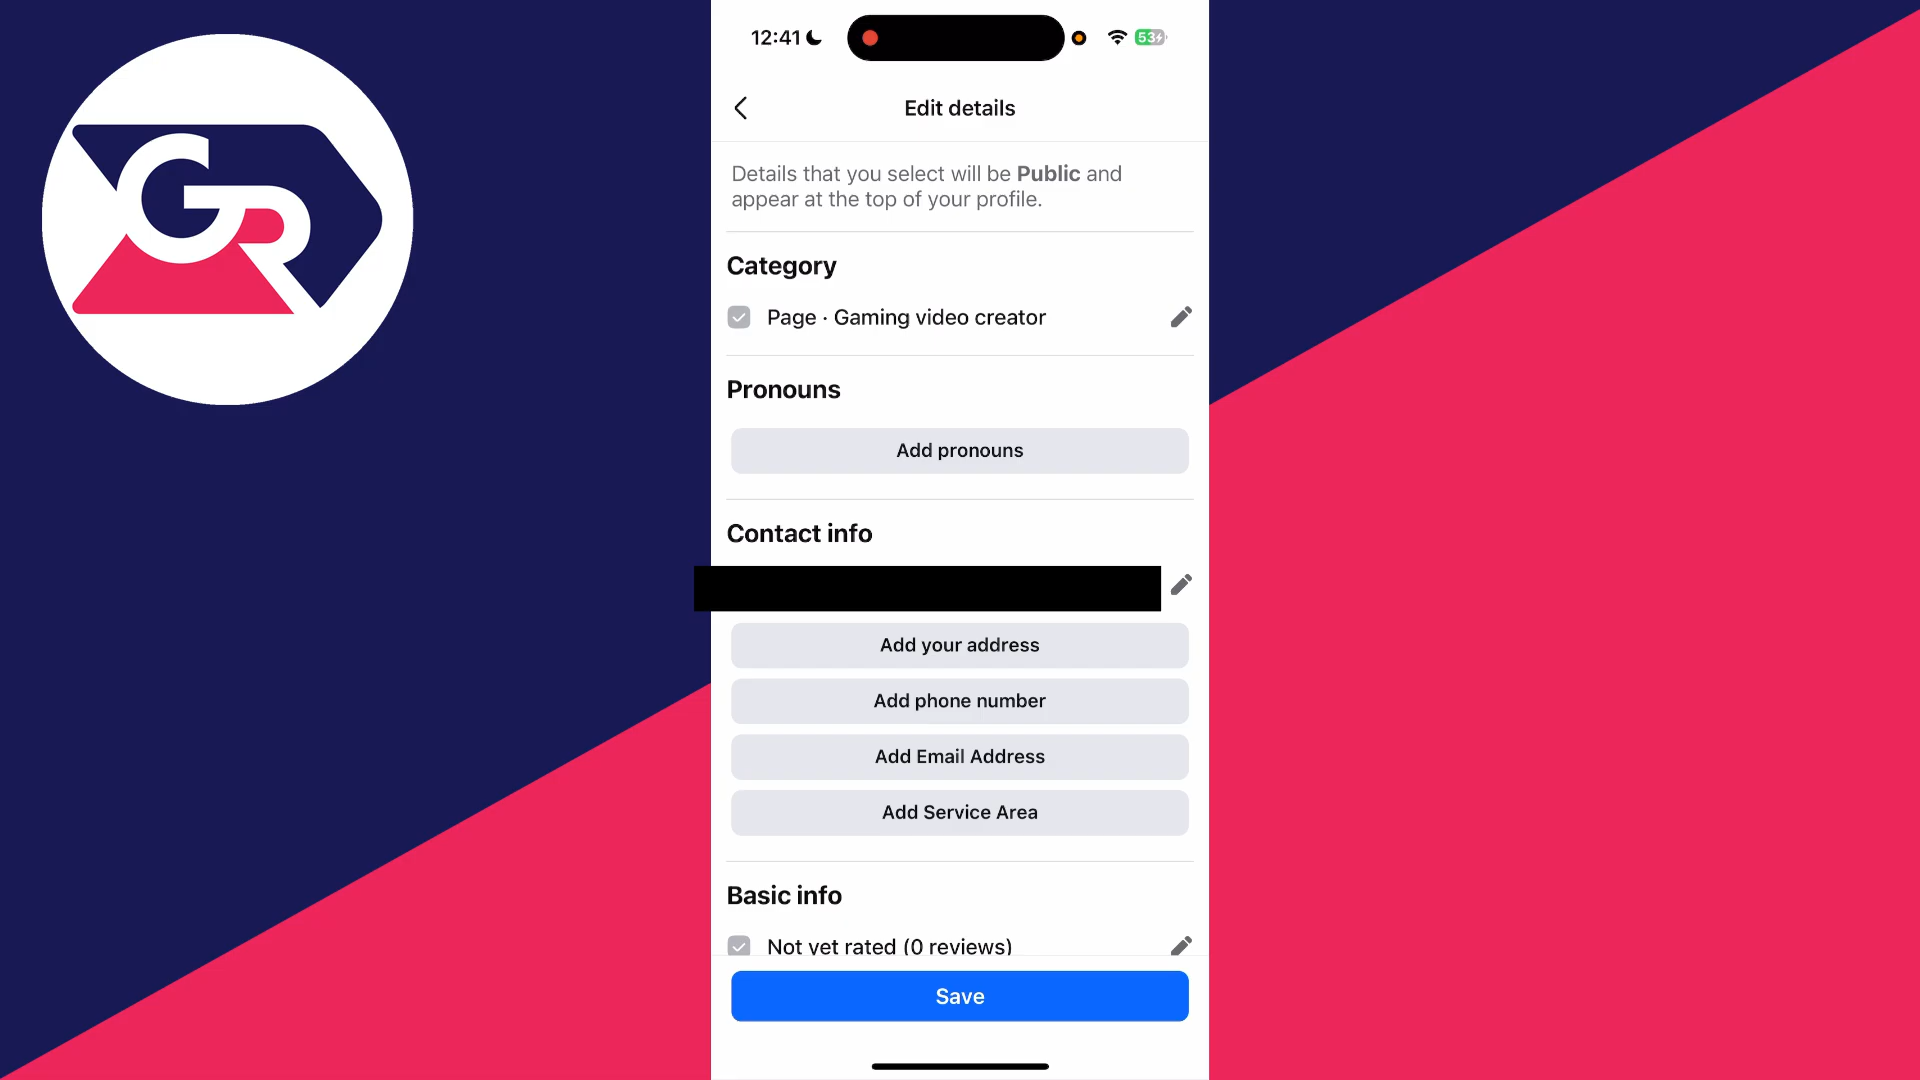 GR
12:41
53
Edit details
Details that you select will be Public and
appear at the top of your profile.
Category
Page · Gaming video creator
Pronouns
Add pronouns
Contact info
Add your address
Add phone number
Add Email Address
Add Service Area
Basic info
Not yet rated (0 reviews)
Save